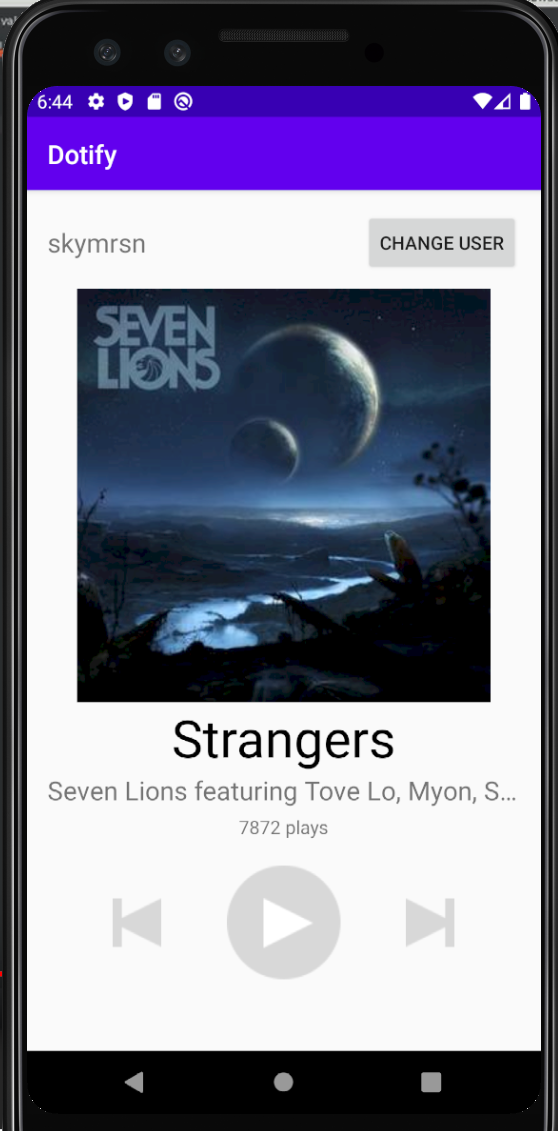 6:44
Dotify
skymrsn
CHANGE USER
SEVEN
LIONS
Strangers
Seven Lions featuring Tove Lo, Myon, S...
7872 plays